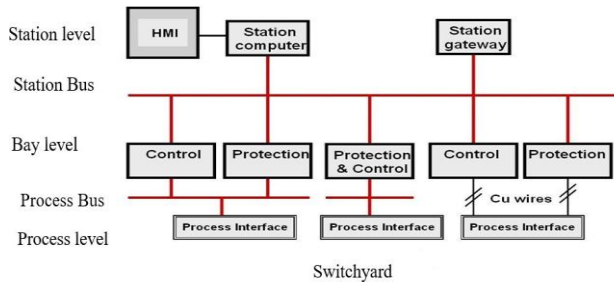 Station level
HMI
Station
computer
Station
gateway
Station Bus
Bay level
Control
Protection
Protection
& Control
Control
Protection
Process Bus
Cu wires
Process level
Process Interface
Process Interface
Process Interface
Switchyard